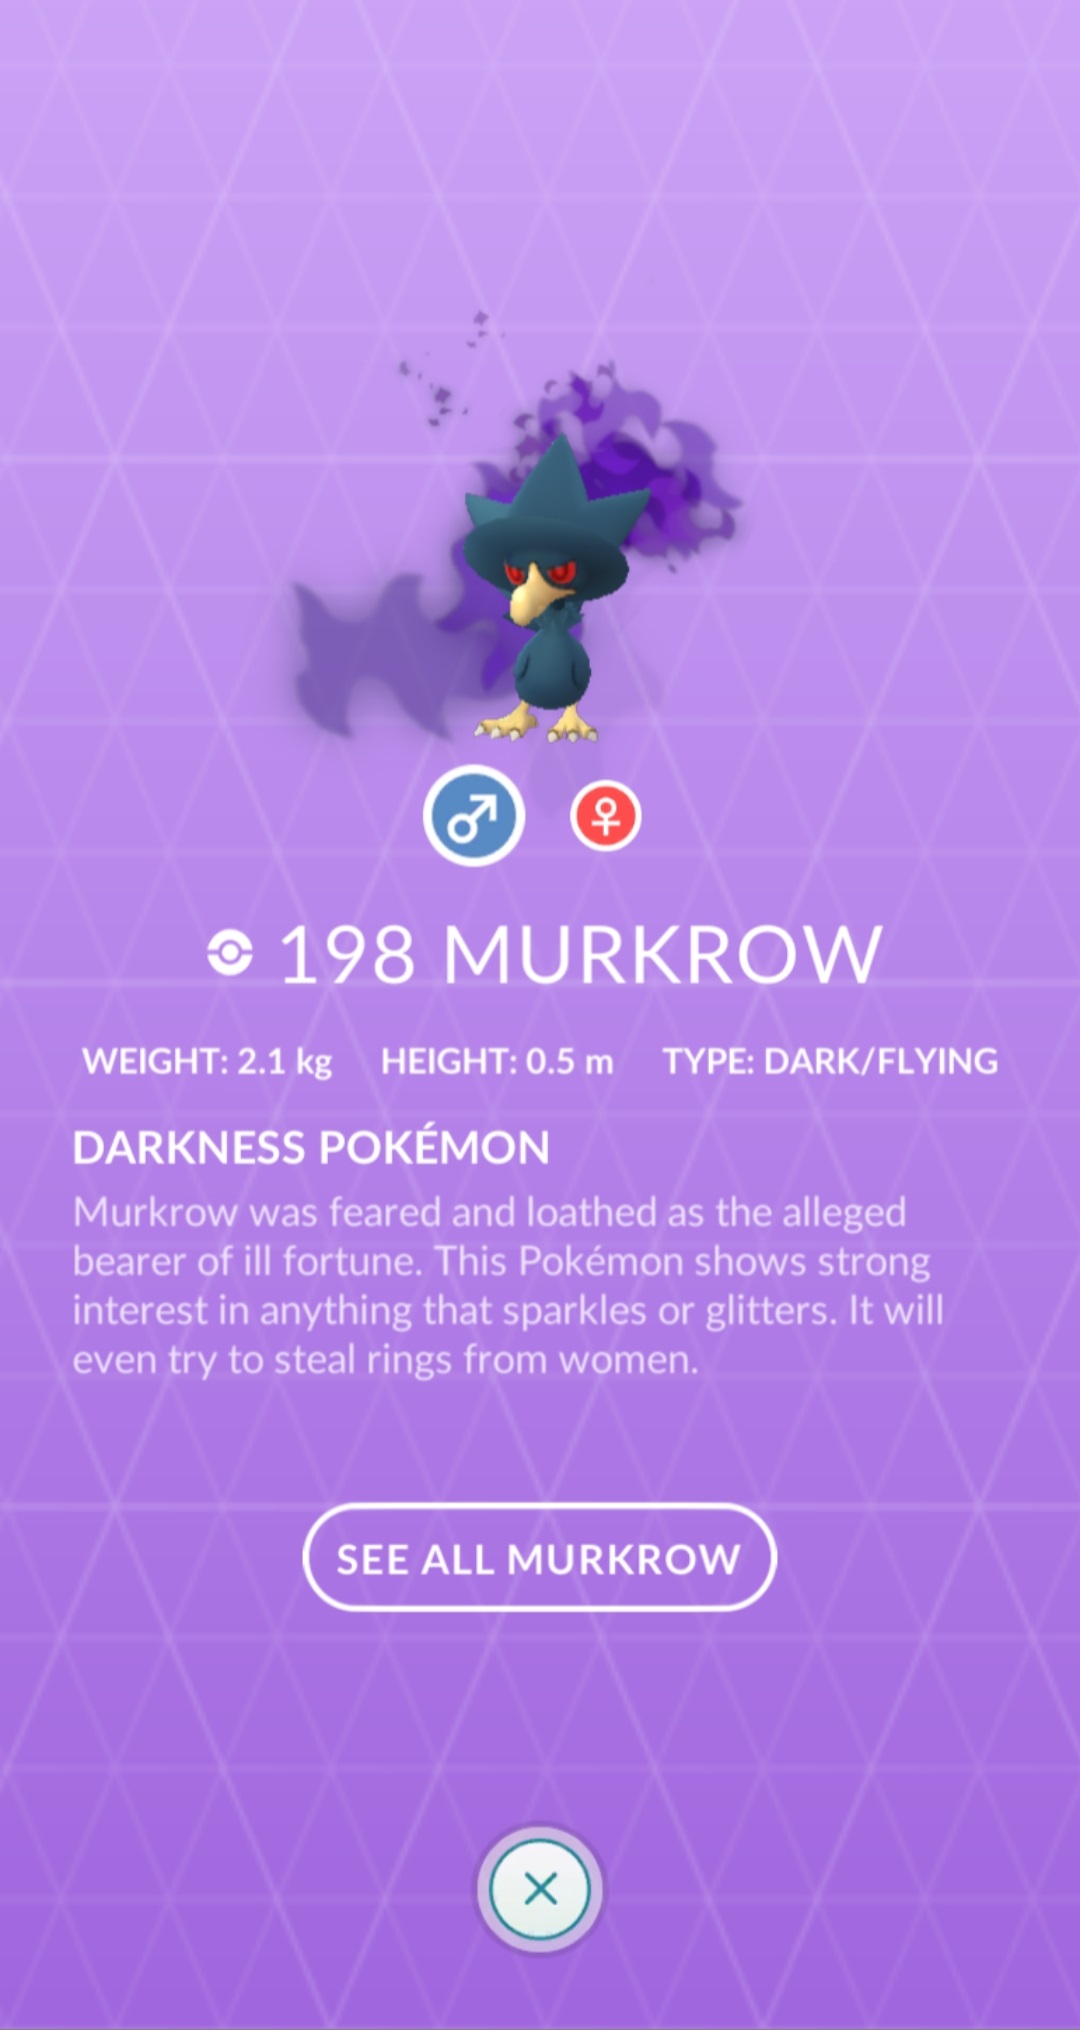 198 MURKROW
WEIGHT: 2.1 kg HEIGHT: 0.5 m TYPE: DARK/FLYING
DARKNESS POKÉMON
Murkrow was feared and loathed as the alleged
bearer of ill fortune. This Pokémon shows strong
interest in anything that sparkles or glitters. It will
even try to steal rings from women.
SEE ALL MURKROW